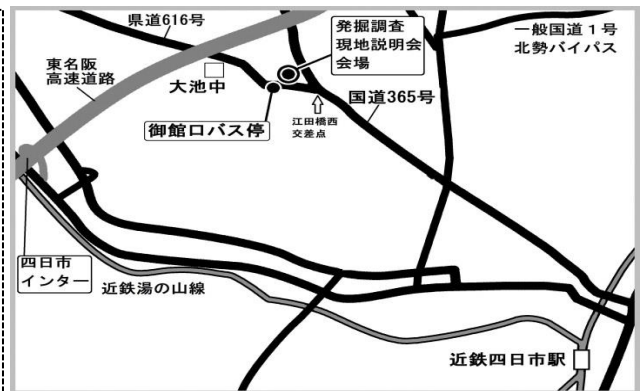 県道616号
発掘調査
現地説明会
会場
一般国道１号
北勢バイパス
東名阪
高速道路
大池中
国道365号
御館口バス停
江田橋西
交差点
四日市
インター
近鉄湯の山線
近鉄四日市駅